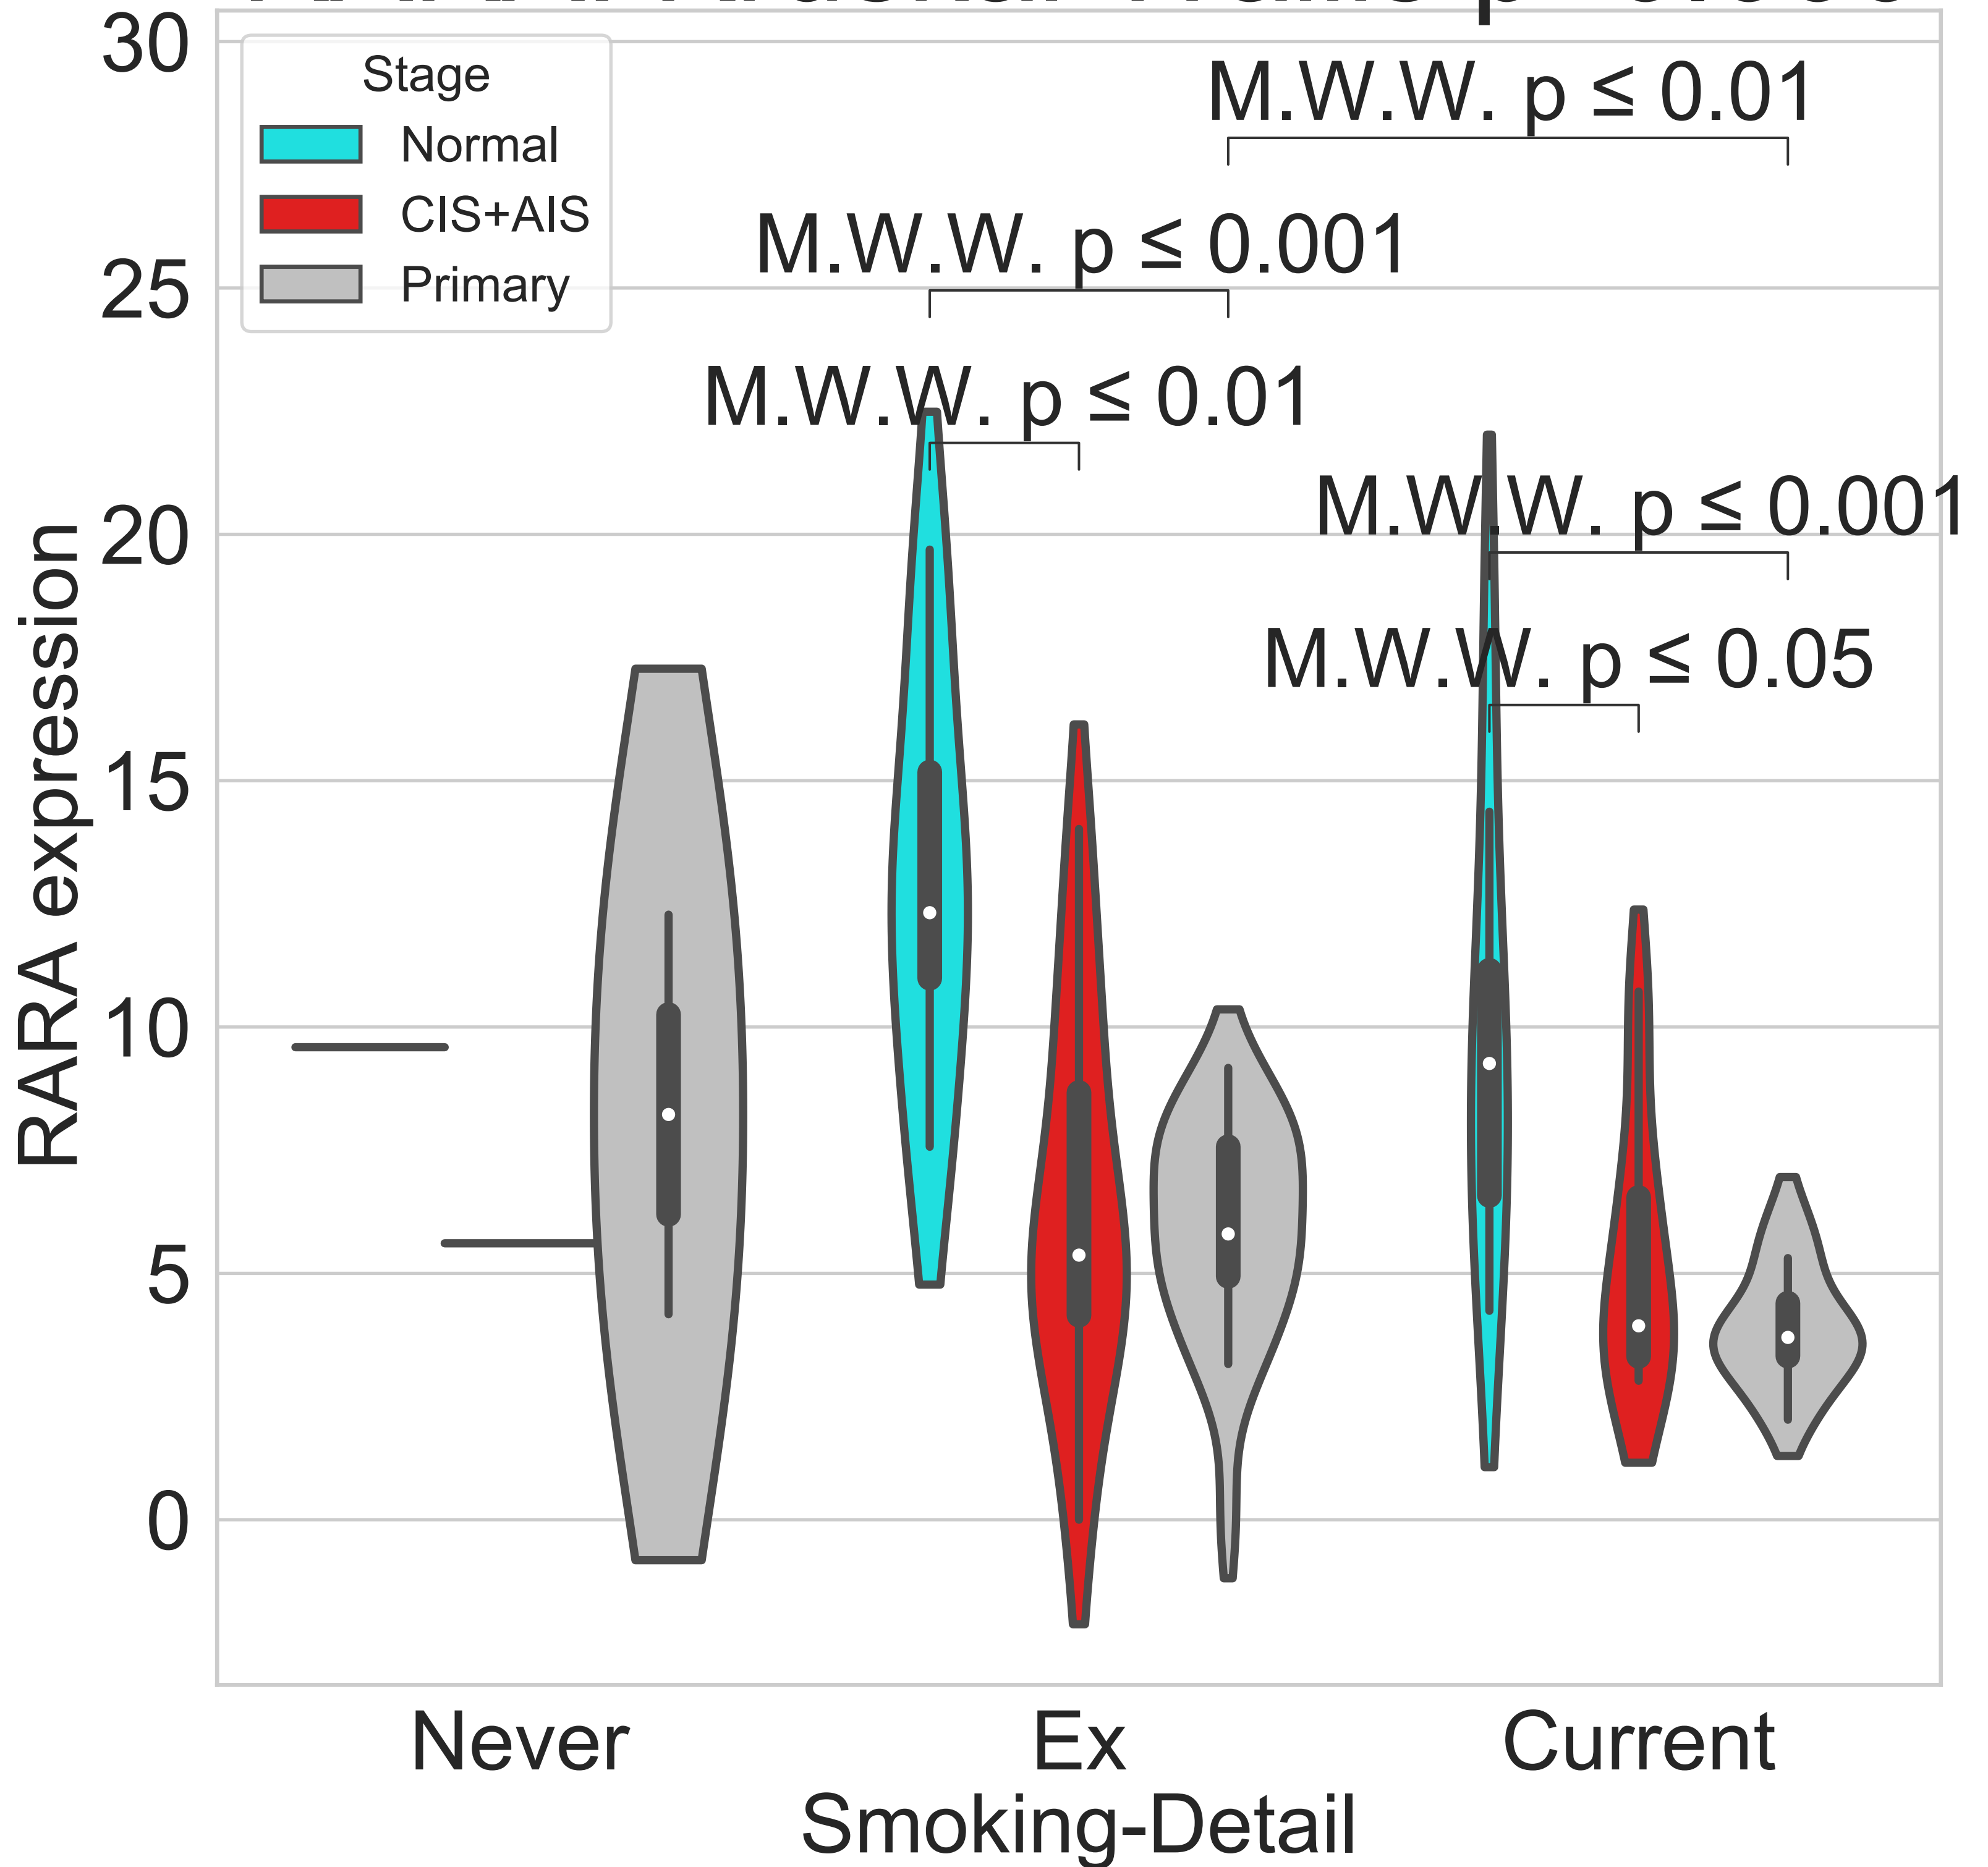 30
25
20
15
10
5
0
RARA expression
Stage
Normal
CIS+AIS
Primary
M.W.W. p ≤ 0.01
M.W.W. p ≤ 0.001
M.W.W. p ≤ 0.01
M.W.W. p ≤ 0.001
M.W.W. p ≤ 0.05
Never
Ex
Current
Smoking-Detail